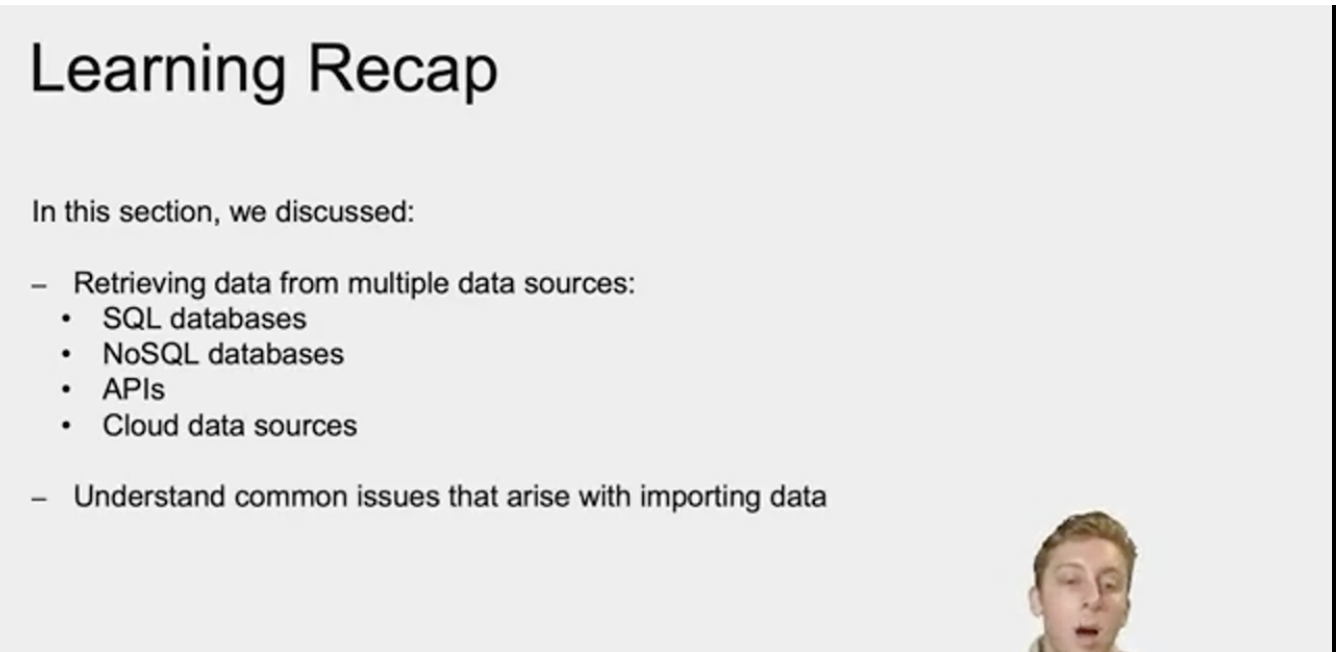 Learning Recap
In this section, we discussed:
– Retrieving data from multiple data sources:
• SQL databases
• NoSQL databases
• APIs
• Cloud data sources
– Understand common issues that arise with importing data